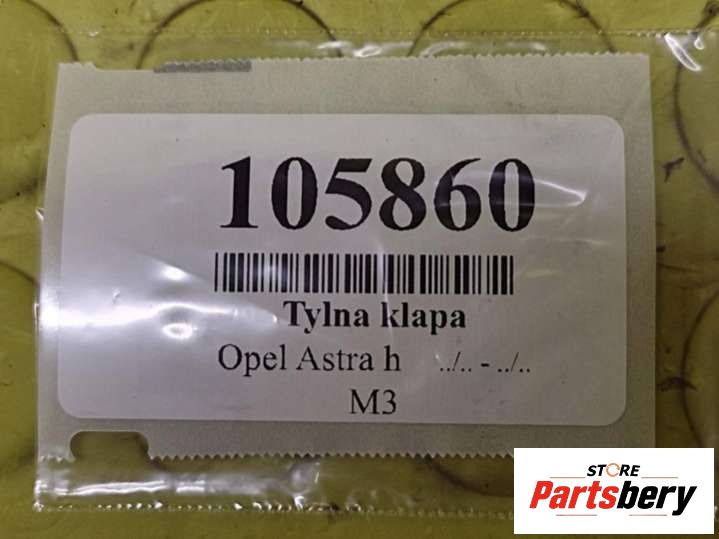 105860
Tylna klapa
Opel Astra h ../.. - ../..
M3
STORE
Partsbery